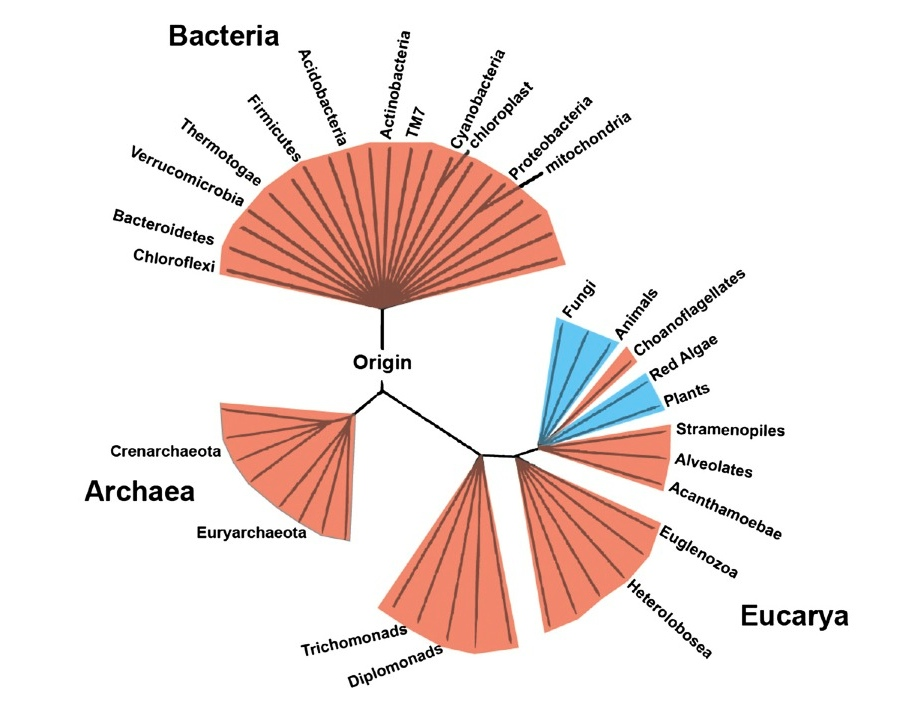 Bacteria
Chloroflexi
Bacteroidetes
Verrucomicrobia
Thermotogae
Firmicutes
Acidobacteria
Actinobacteria
TM7
Cyanobacteria
chloroplast
Proteobacteria
mitochondria
Origin
Fungi
Animals
Choanoflagellates
Red Algae
Plants
Stramenopiles
Alveolates
Acanthamoebae
Euglenozoa
Heterolobosea
Eucarya
Crenarchaeota
Archaea
Euryarchaeota
Trichomonads
Diplomonads